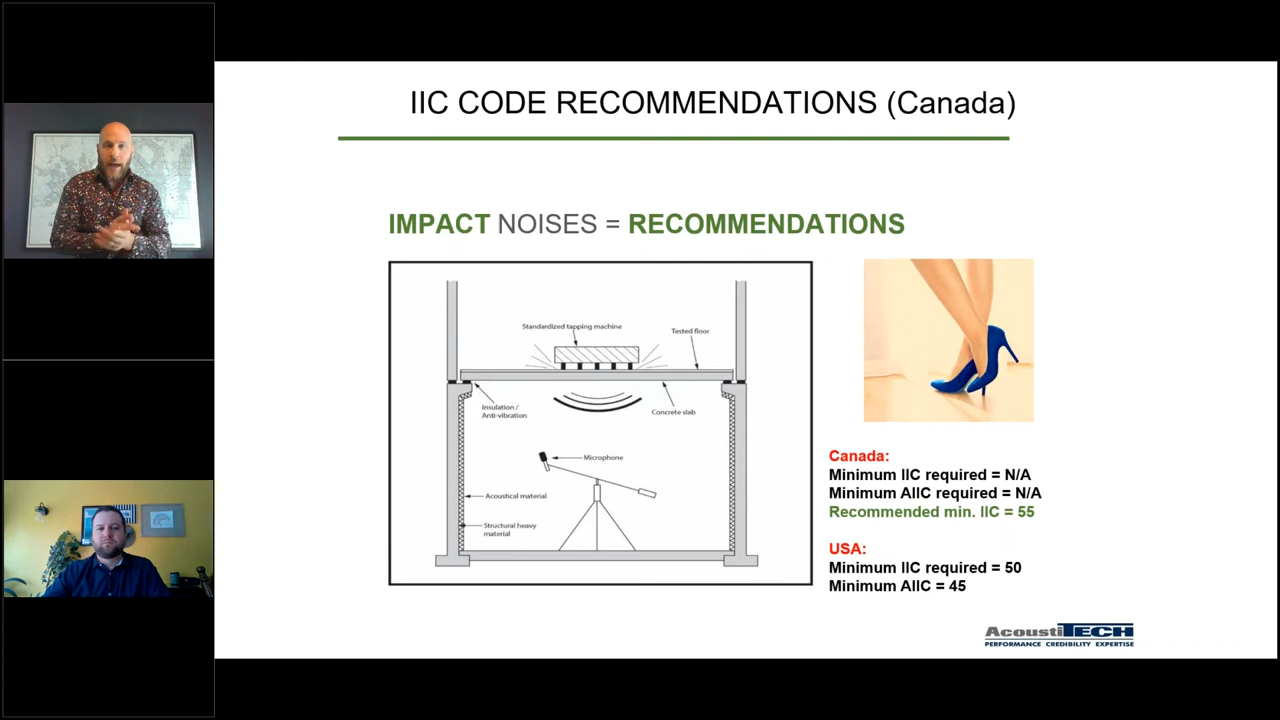 IIC CODE RECOMMENDATIONS (Canada)
IMPACT NOISES = RECOMMENDATIONS
Standardized tapping machine
Tested floor
Insulation /
Anti-vibration
Concrete slab
Microphone
Acoustical material
Structural heavy
material
Canada:
Minimum IIC required = N/A
Minimum AIIC required = N/A
Recommended min. IIC = 55
USA:
Minimum IIC required = 50
Minimum AIIC = 45
AcoustiTECH
PERFORMANCE CREDIBILITY EXPERTISE